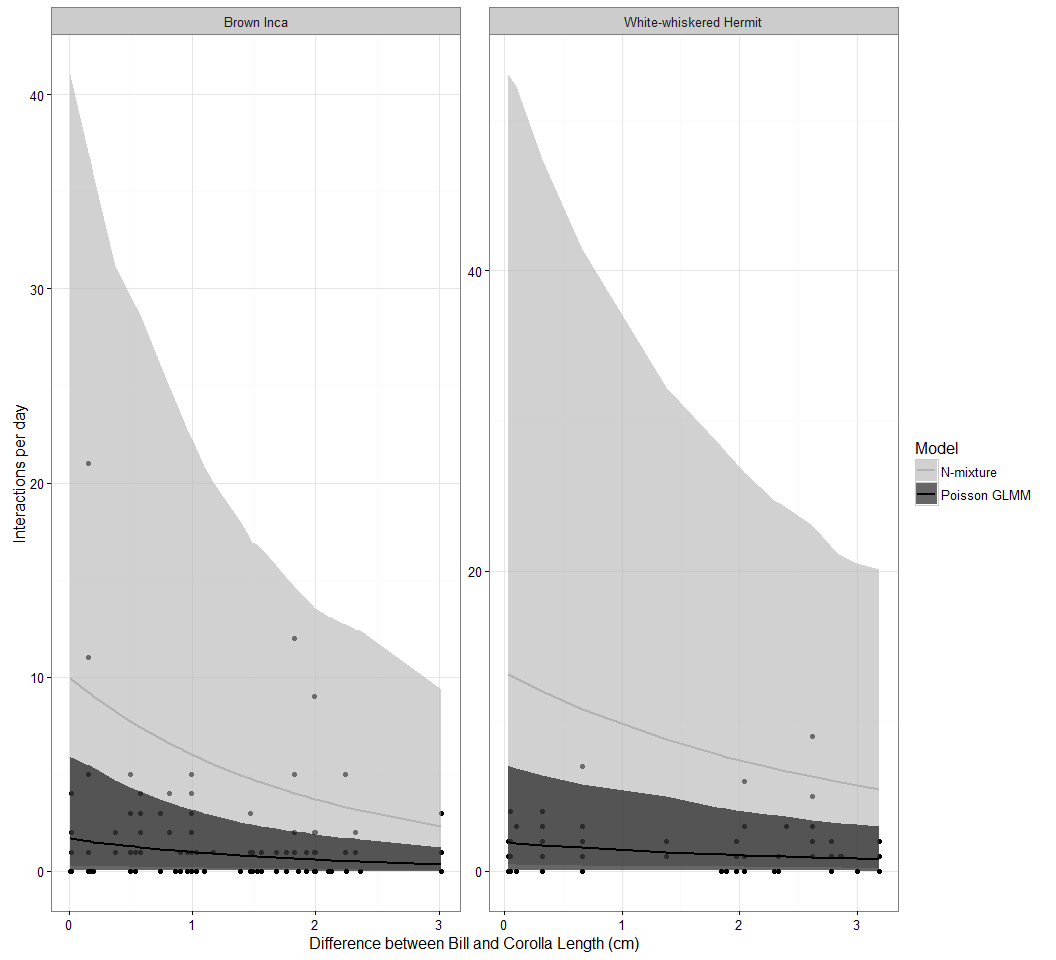 Brown Inca
White-whiskered Hermit
Interactions per day
40
30
20
10
0
40
20
0
0 1 2 3
0 1 2 3
Difference between Bill and Corolla Length (cm)
Model
N-mixture
Poisson GLMM